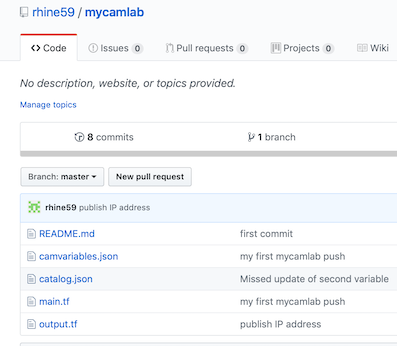 rhine59 / mycamlab
Code Issues 0 Pull requests 0 Projects 0 Wiki
No description, website, or topics provided.
Manage topics
8 commits 1 branch
Branch: master New pull request
rhine59 publish IP address
README.md first commit
camvariables.json my first mycamlab push
catalog.json Missed update of second variable
main.tf my first mycamlab push
output.tf publish IP address